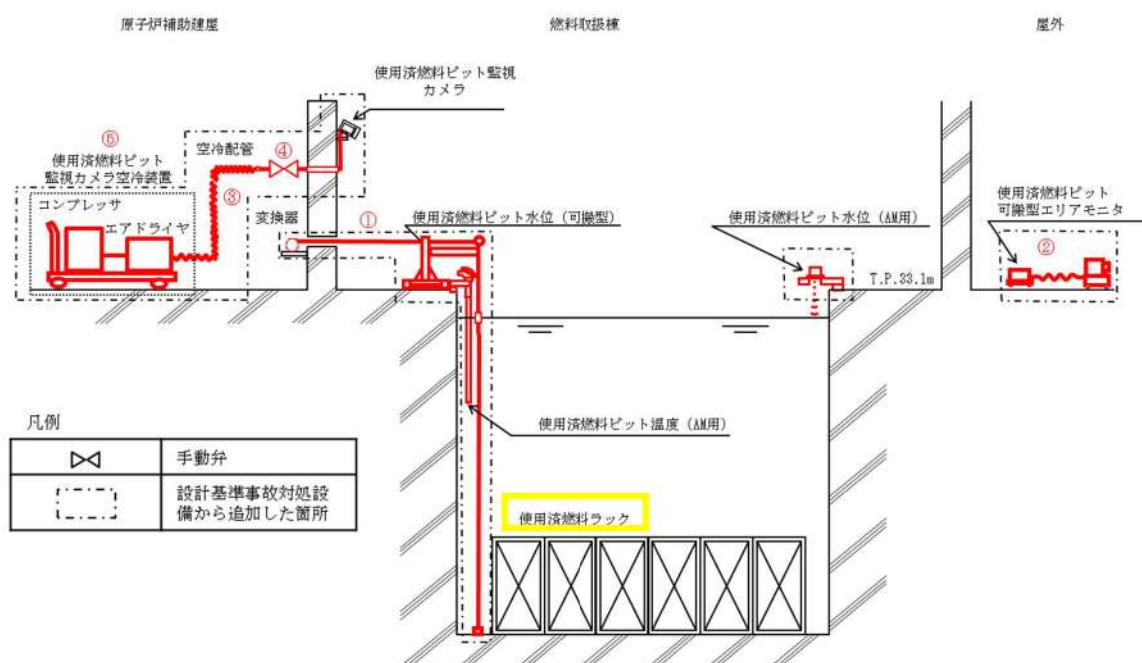 原子炉補助建屋
燃料取扱棟
屋外
使用済燃料ピット監視
カメラ
⑤
使用済燃料ピット
監視カメラ空冷装置
空冷配管
④
コンプレッサ
エアドライヤ
③
変換器
①
使用済燃料ピット水位(可搬型)
使用済燃料ピット水位(AM用)
T.P.33.1m
使用済燃料ピット
可搬型エリアモニタ
②
使用済燃料ピット温度(AM用)
使用済燃料ラック
凡例
手動弁
設計基準事故対処設
備から追加した箇所